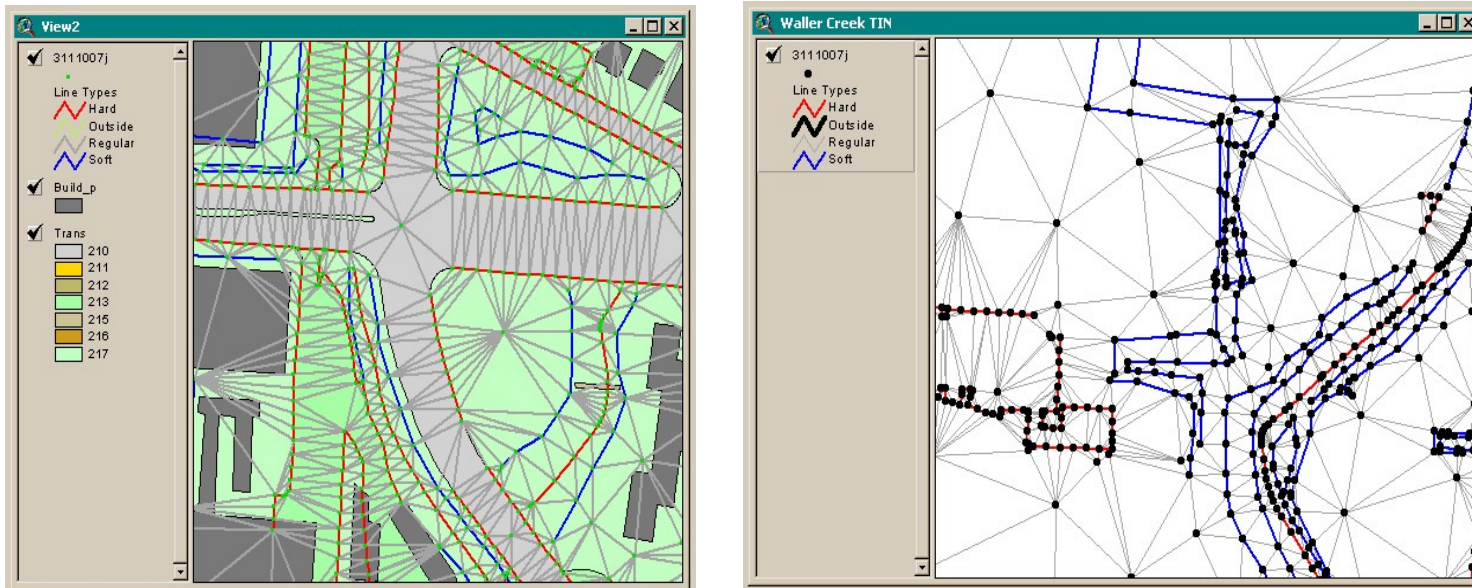 View2
3111007j
Line Types
Hard
Outside
Regular
Soft
Build_p
Trans
210
211
212
213
215
216
217
Waller Creek TIN
3111007j
Line Types
Hard
Outside
Regular
Soft